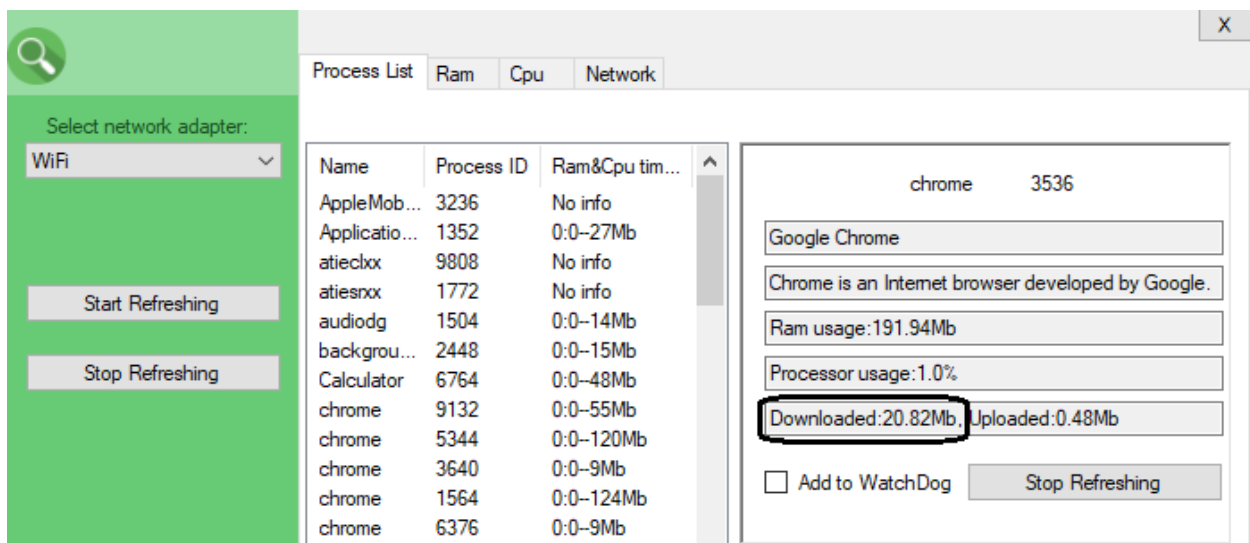 X
Process List Ram Cpu Network
Select network adapter:
WiFi
Start Refreshing
Stop Refreshing
Name Process ID Ram&Cpu tim...
AppleMob... 3236 No info
Applicatio... 1352 0:0--27Mb
atieclxx 9808 No info
atiesrxx 1772 No info
audiodg 1504 0:0--14Mb
backgrou... 2448 0:0--15Mb
Calculator 6764 0:0--48Mb
chrome 9132 0:0--55Mb
chrome 5344 0:0--120Mb
chrome 3640 0:0--9Mb
chrome 1564 0:0--124Mb
chrome 6376 0:0--9Mb
chrome 3536
Google Chrome
Chrome is an Internet browser developed by Google.
Ram usage:191.94Mb
Processor usage:1.0%
Downloaded:20.82Mb, Uploaded:0.48Mb
Add to WatchDog Stop Refreshing